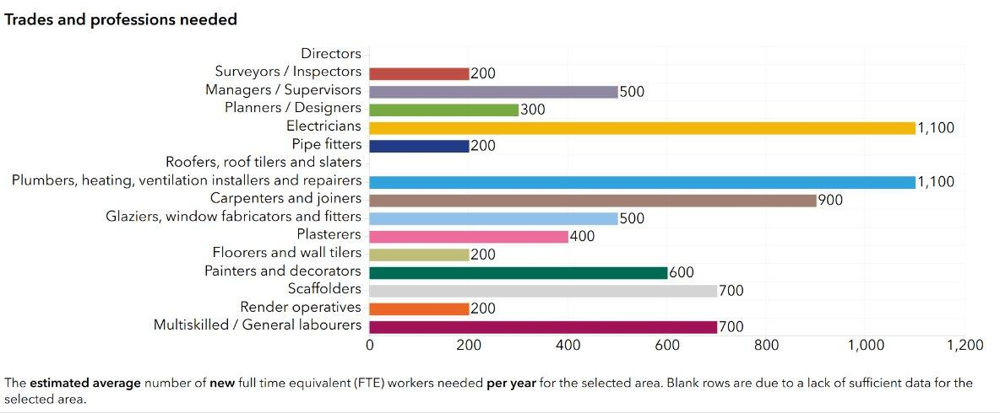 Trades and professions needed
Directors
Surveyors / Inspectors 200
Managers / Supervisors 500
Planners / Designers 300
Electricians 1,100
Pipe fitters 200
Roofers, roof tilers and slaters
Plumbers, heating, ventilation installers and repairers 1,100
Carpenters and joiners 900
Glaziers, window fabricators and fitters 500
Plasterers 400
Floorers and wall tilers 200
Painters and decorators 600
Scaffolders 700
Render operatives 200
Multiskilled / General labourers 700
0 200 400 600 800 1,000 1,200
The estimated average number of new full time equivalent (FTE) workers needed per year for the selected area. Blank rows are due to a lack of sufficient data for the
selected area.